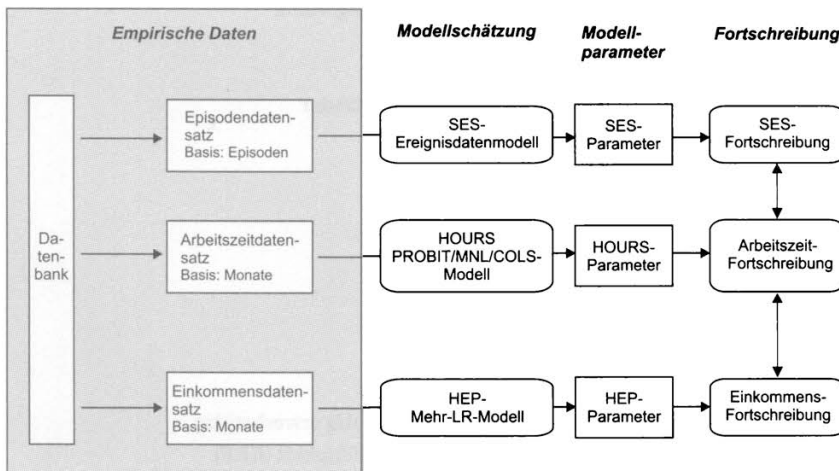 Empirische Daten
Modellschätzung
Modell-
parameter
Fortschreibung
Da-
ten-
bank
Episodendaten-
satz
Basis: Episoden
SES-
Ereignisdatenmodell
SES-
Parameter
SES-
Fortschreibung
Arbeitszeitdaten-
satz
Basis: Monate
HOURS
PROBIT/MNL/COLS-
Modell
HOURS-
Parameter
Arbeitszeit-
Fortschreibung
Einkommensdaten-
satz
Basis: Monate
HEP-
Mehr-LR-Modell
HEP-
Parameter
Einkommens-
Fortschreibung